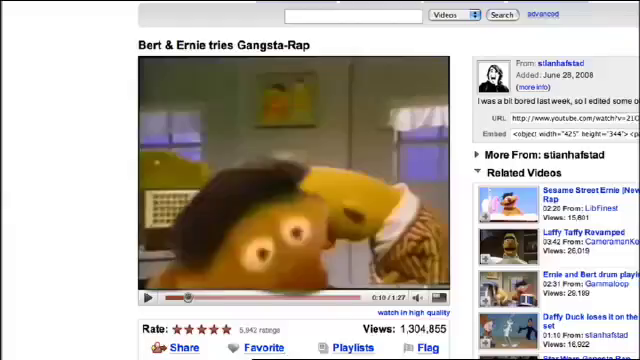 Videos
Search
advanced
Bert & Ernie tries Gangsta-Rap
From: stianhafstad
Added: June 28, 2008
(more info)
I was a bit bored last week, so I edited some o
URL http://www.youtube.com/watch?v=21O
Embed <object width="425" height="344"><pa
More From: stianhafstad
Related Videos
Sesame Street Ernie [New
Rap
02:26 From: LibFinest
Views: 15,601
Laffy Taffy Revamped
03:42 From: CameramanKe
Views: 26,019
Ernie and Bert drum playi
02:31 From: Gammaloop
Views: 29,199
Daffy Duck loses it on the
set
01:10 From: stianhafstad
Views: 16,922
0:10 / 1:27
watch in high quality
Rate: 5,942 ratings
Views: 1,304,855
Share
Favorite
Playlists
Flag